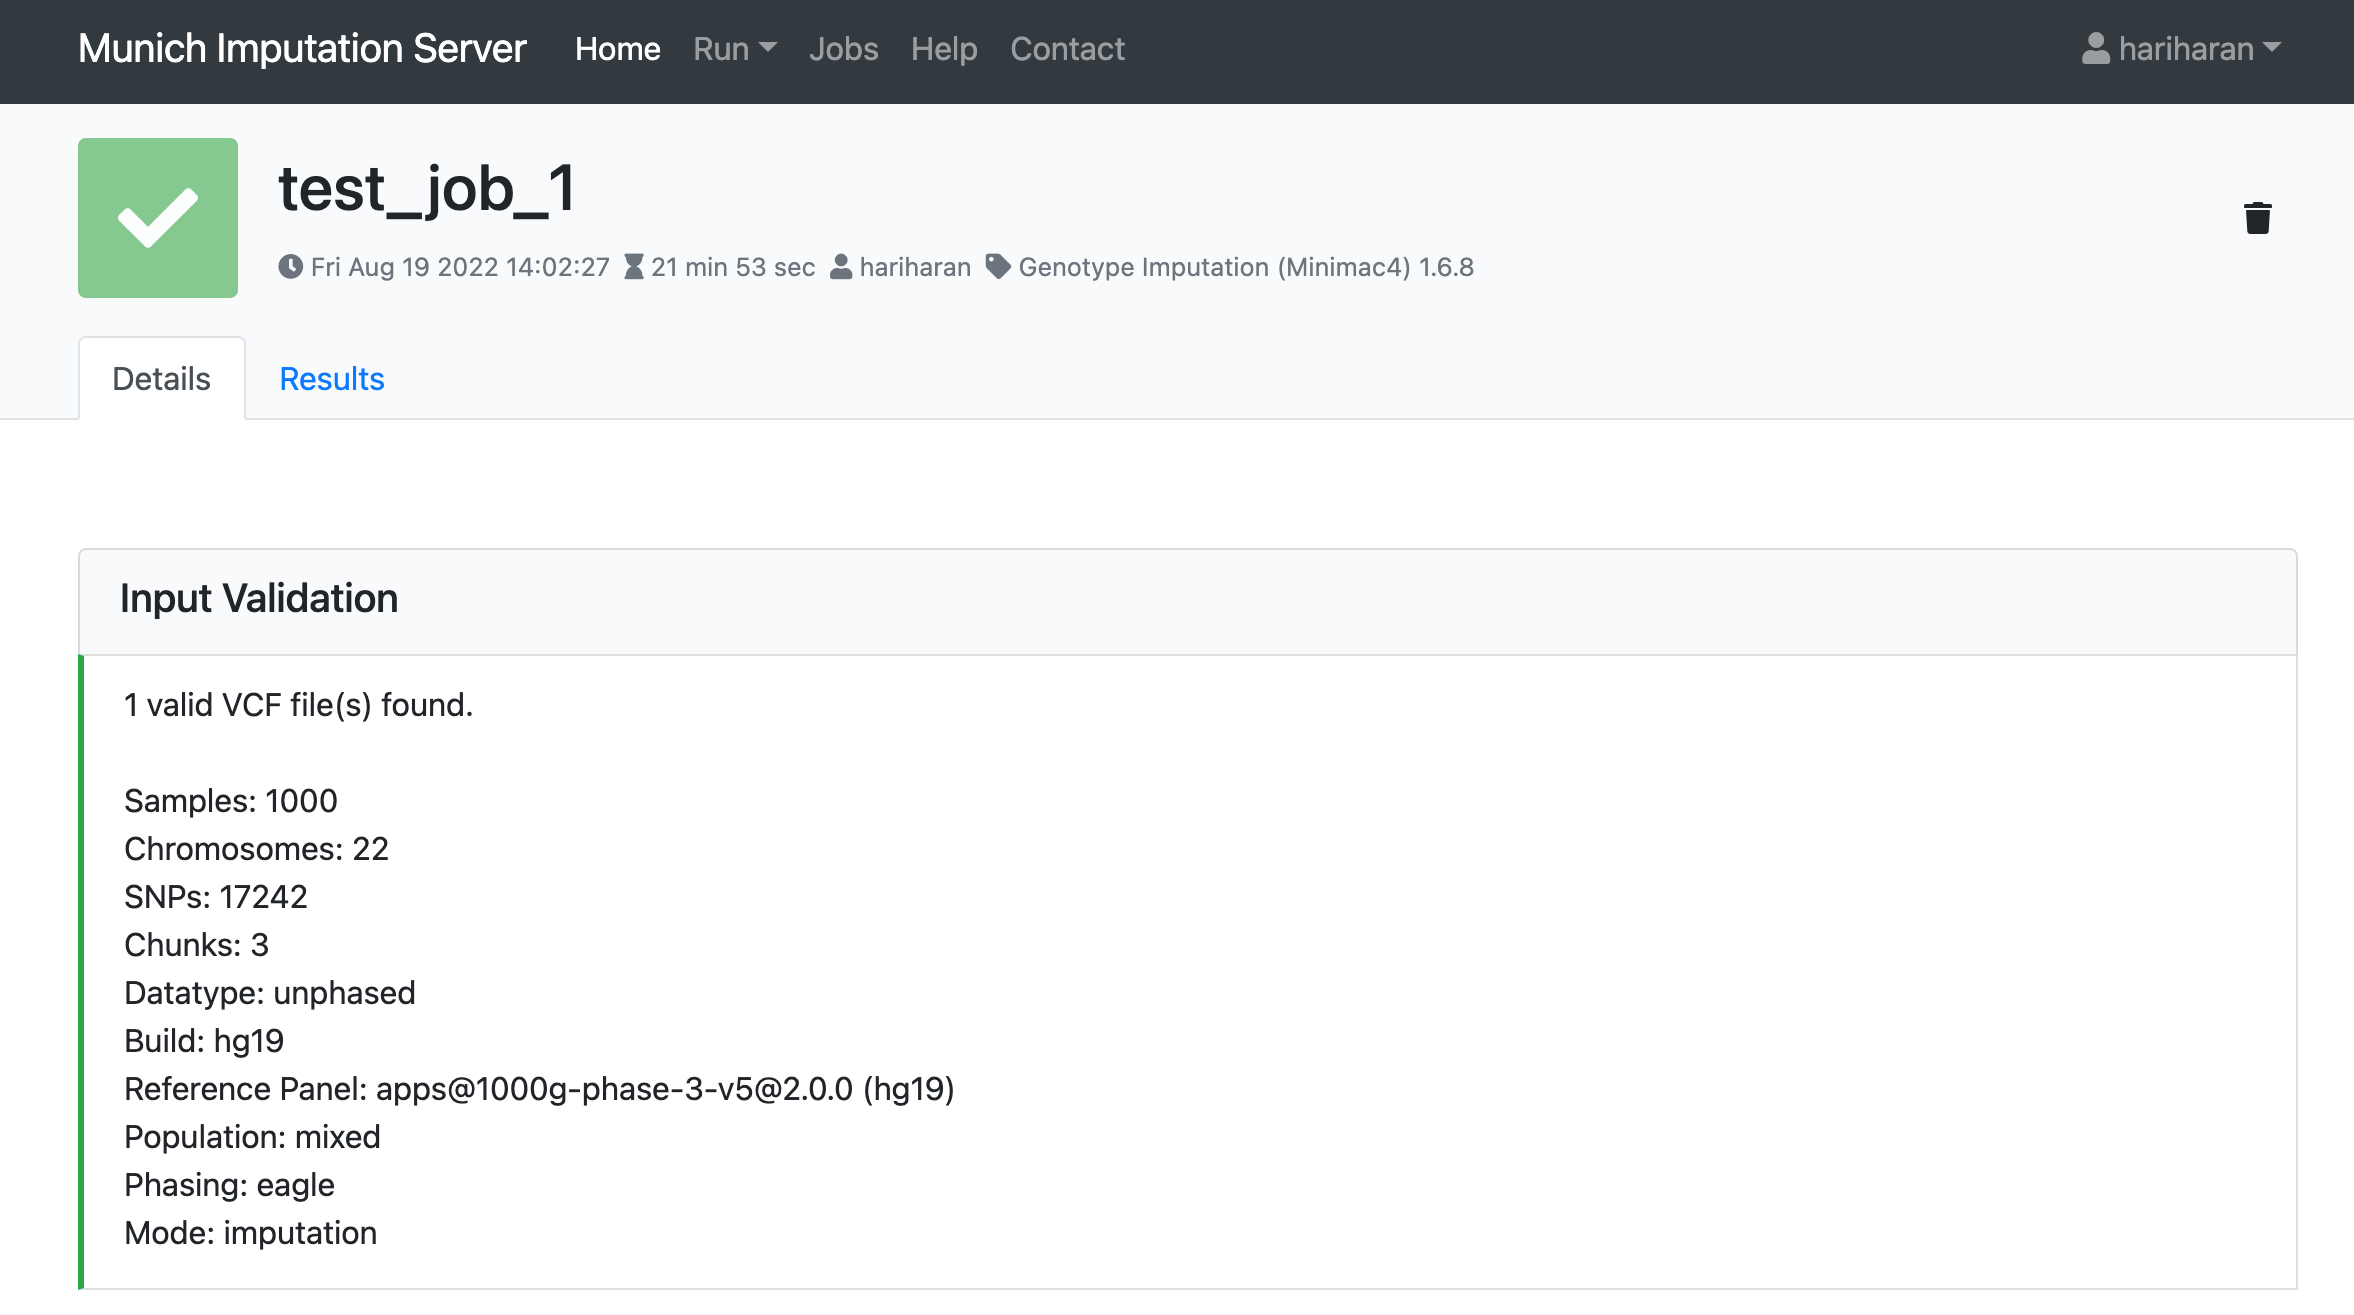 Munich Imputation Server Home Run Jobs Help Contact hariharan
test_job_1
Fri Aug 19 2022 14:02:27 21 min 53 sec hariharan Genotype Imputation (Minimac4) 1.6.8
Details Results
Input Validation
1 valid VCF file(s) found.
Samples: 1000
Chromosomes: 22
SNPs: 17242
Chunks: 3
Datatype: unphased
Build: hg19
Reference Panel: apps@1000g-phase-3-v5@2.0.0 (hg19)
Population: mixed
Phasing: eagle
Mode: imputation